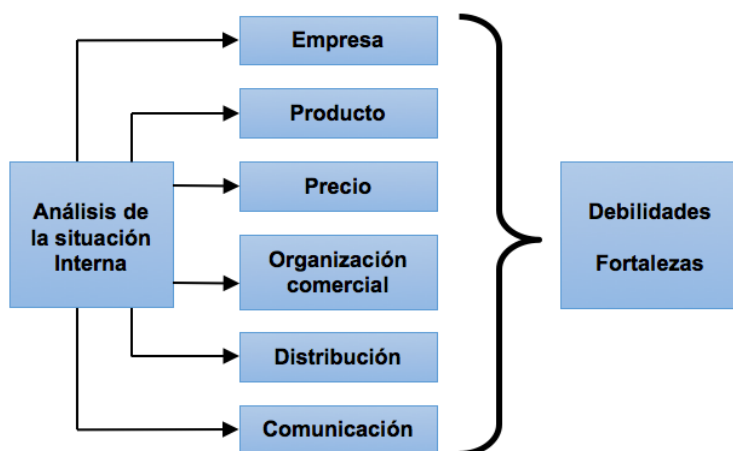 Empresa
Producto
Precio
Análisis de
la situación
Interna
Organización
comercial
Distribución
Comunicación
Debilidades
Fortalezas